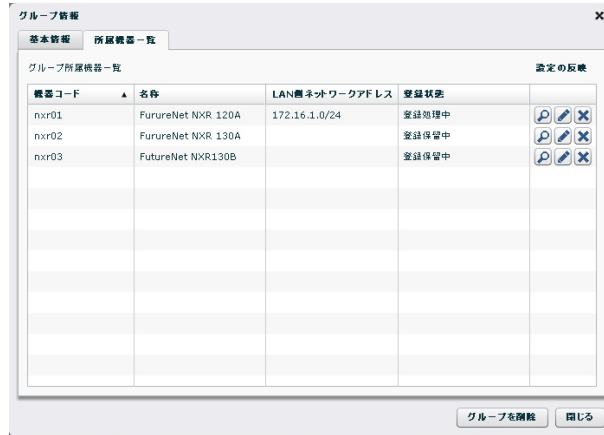 グループ情報
基本情報 所属機器一覧
グループ所属機器一覧 設定の反映
機器コード ▲ 名称 LAN側ネットワークアドレス 登録状態
nxr01 FurureNet NXR 120A 172.16.1.0/24 登録処理中
nxr02 FurureNet NXR 130A 登録保留中
nxr03 FutureNet NXR130B 登録保留中
グループを削除 閉じる